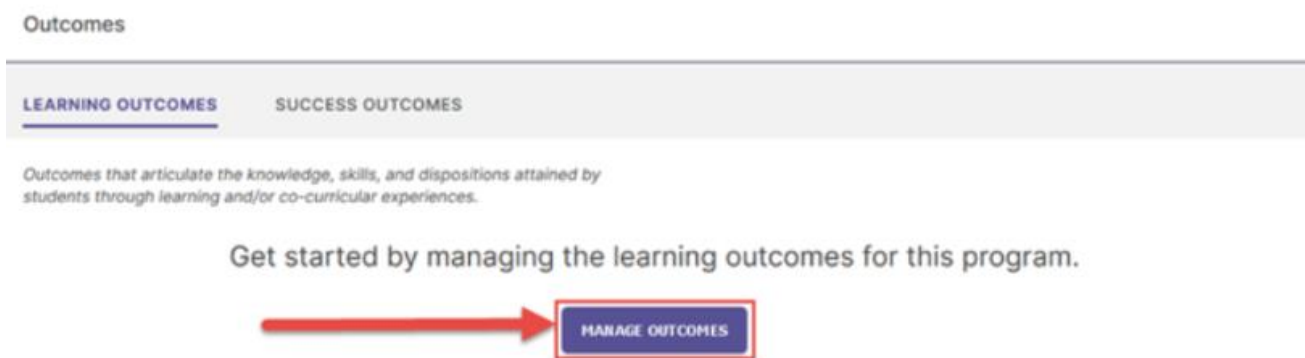 Outcomes
LEARNING OUTCOMES SUCCESS OUTCOMES
Outcomes that articulate the knowledge, skills, and dispositions attained by
students through learning and/or co-curricular experiences.
Get started by managing the learning outcomes for this program.
MANAGE OUTCOMES